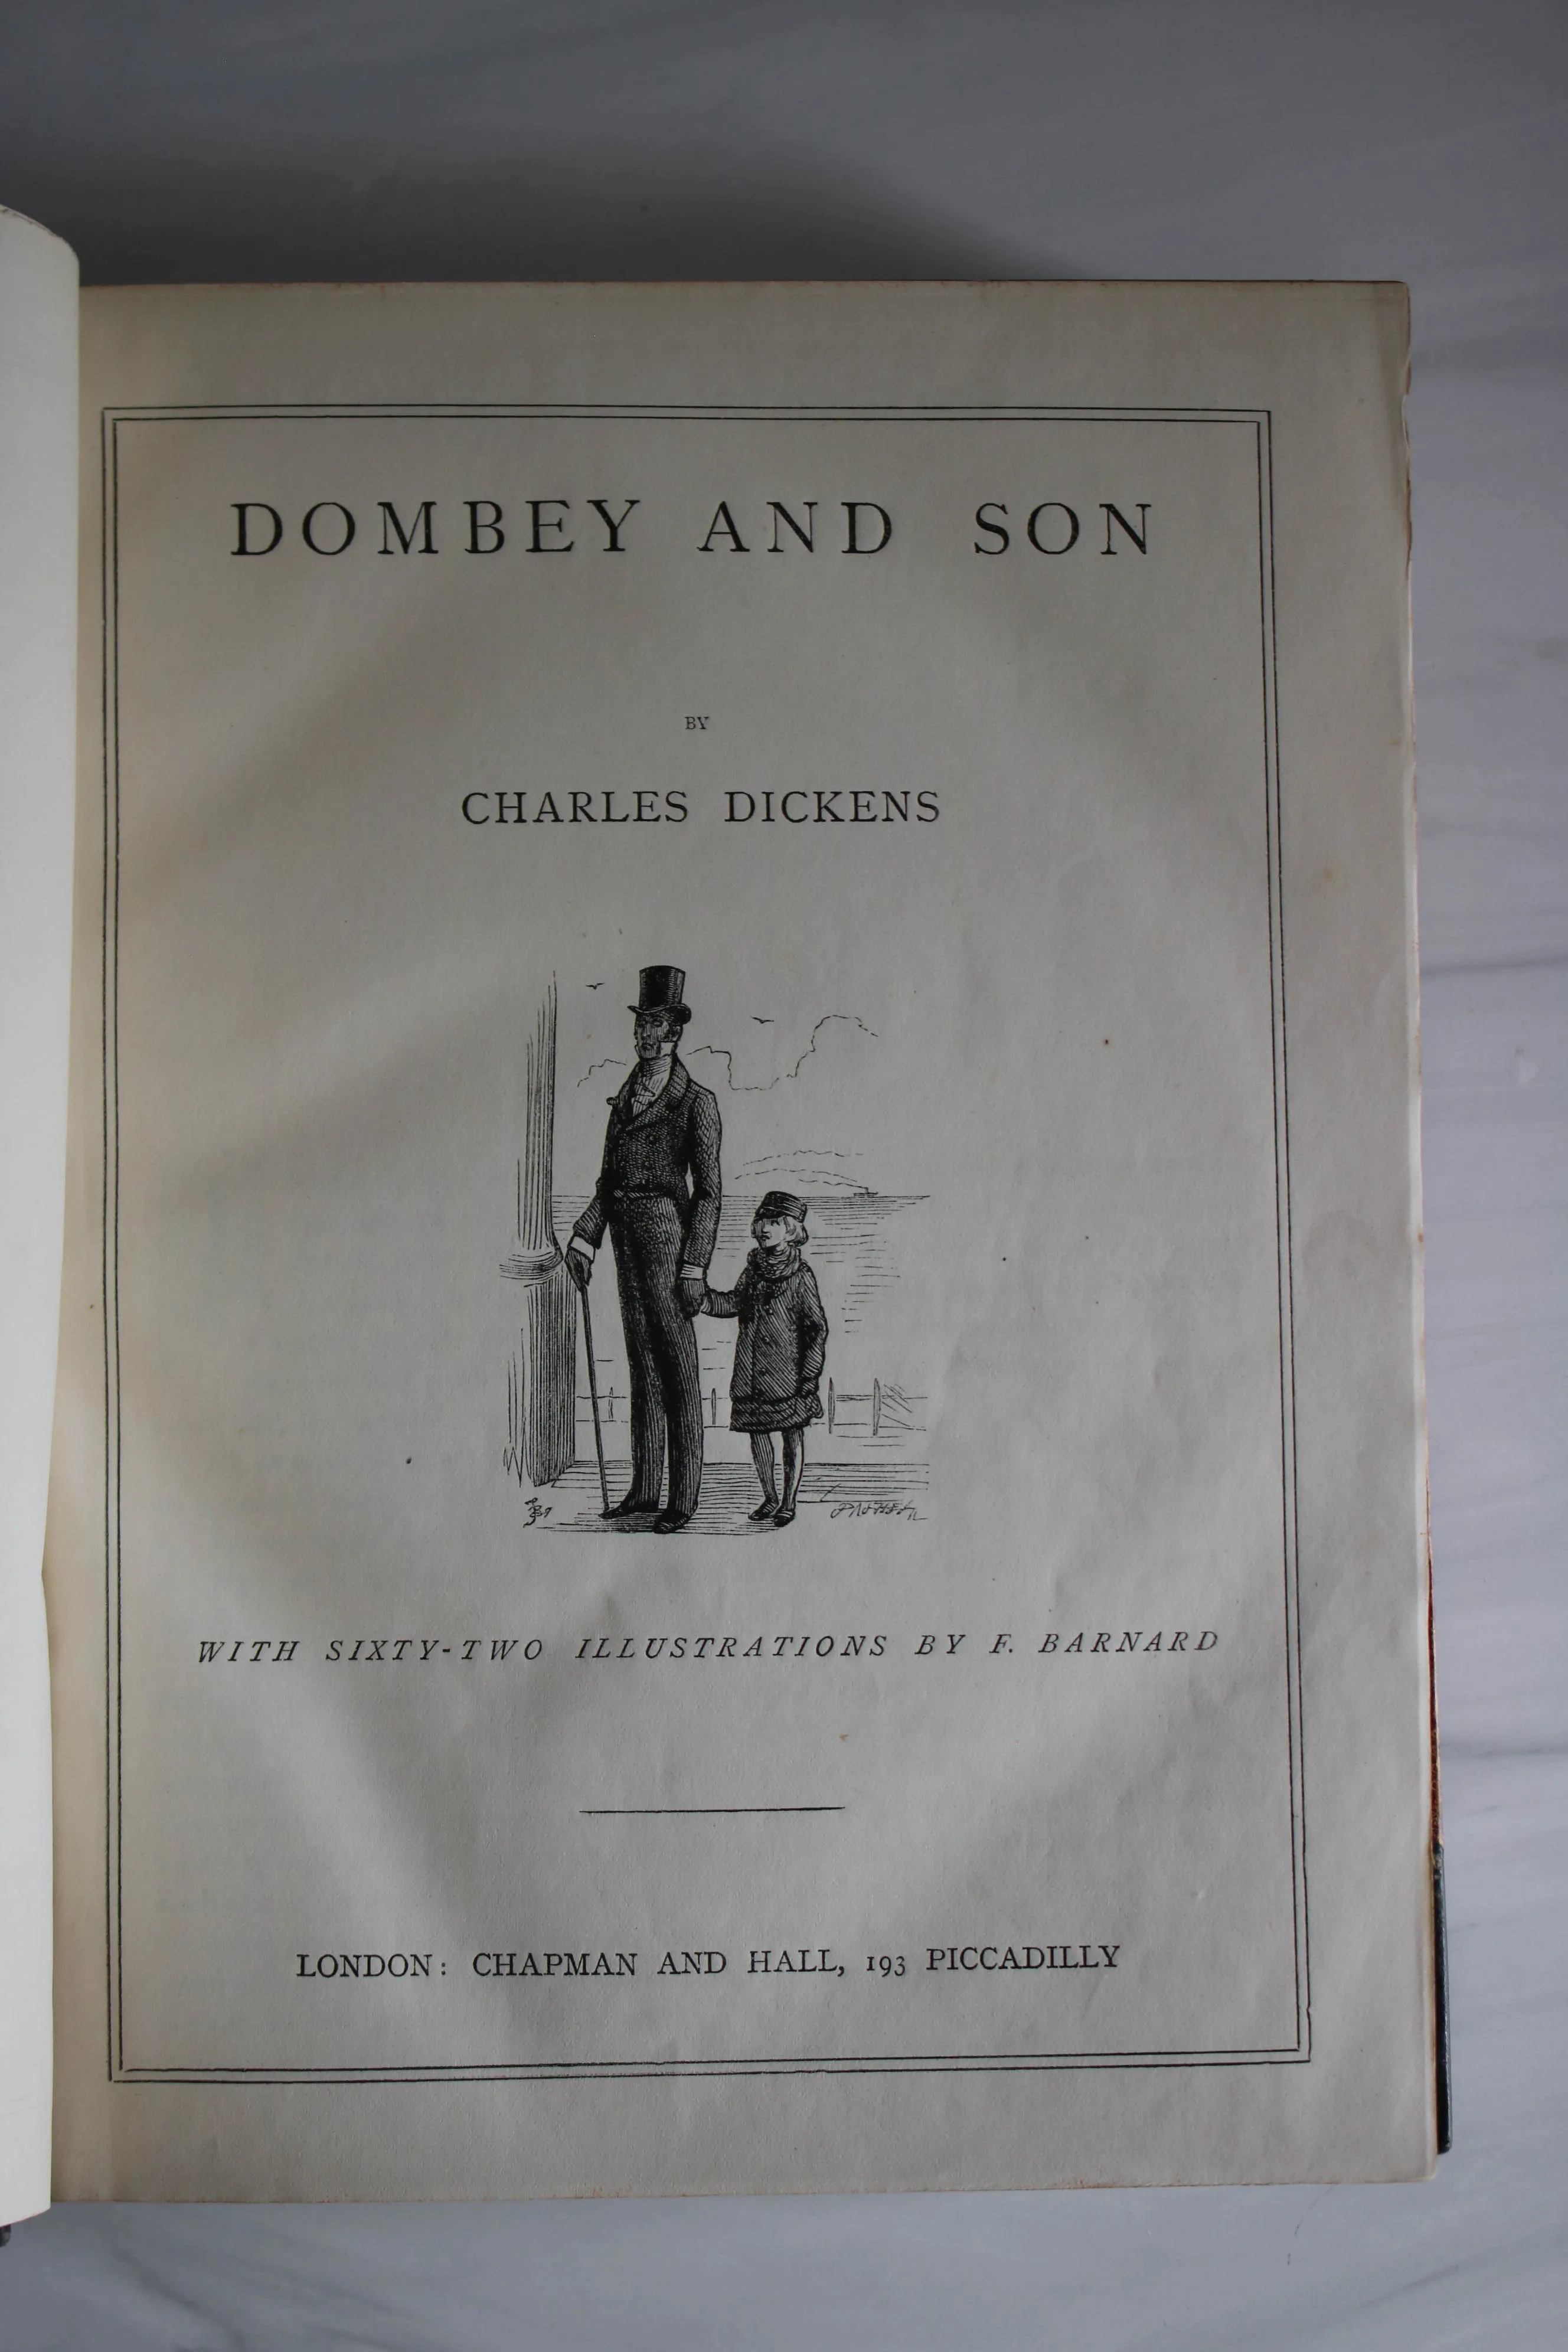 DOMBEY AND SON
BY
CHARLES DICKENS
WITH SIXTY-TWO ILLUSTRATIONS BY F. BARNARD
LONDON: CHAPMAN AND HALL, 193 PICCADILLY